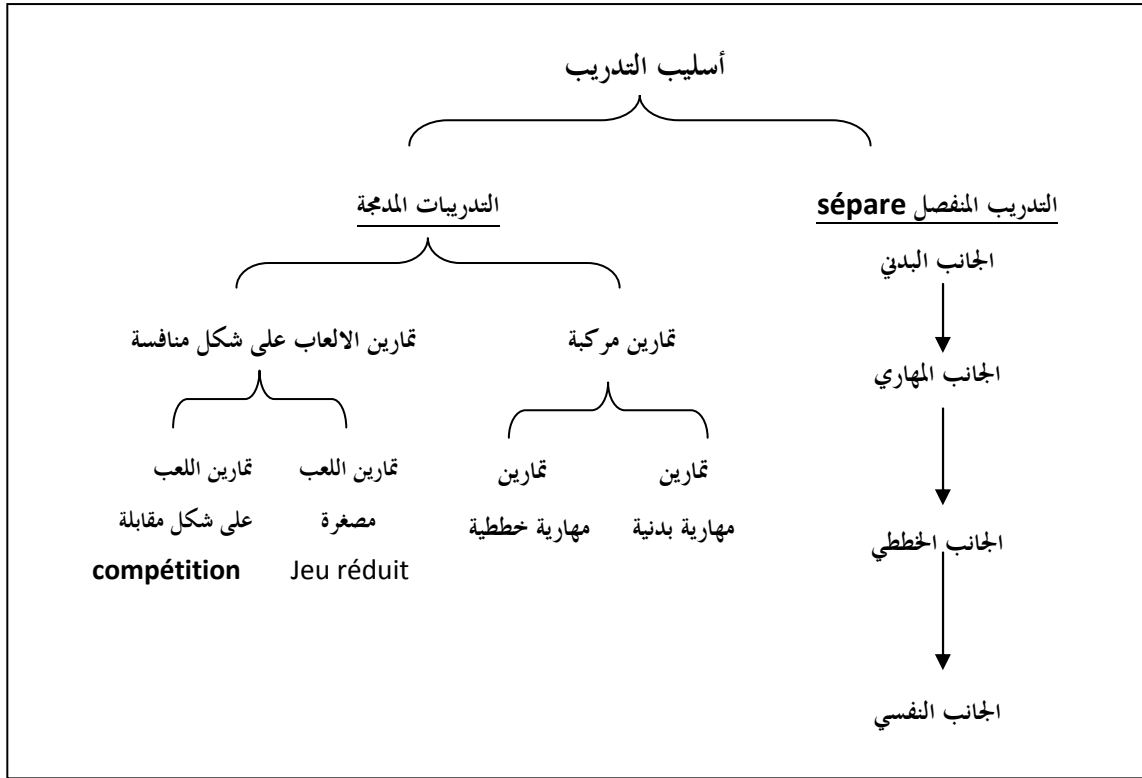 أسليب التدريب
التدريب المنفصل sépare
التدريبات المدمجة
الجانب البدني
الجانب المهاري
الجانب الخططي
الجانب النفسي
تمارين مركبة
تمارين الالعاب على شكل منافسة
تمارين
مهارية بدنية
تمارين
مهارية خططية
تمارين اللعب
مصغرة
Jeu réduit
تمارين اللعب
على شكل مقابلة
compétition